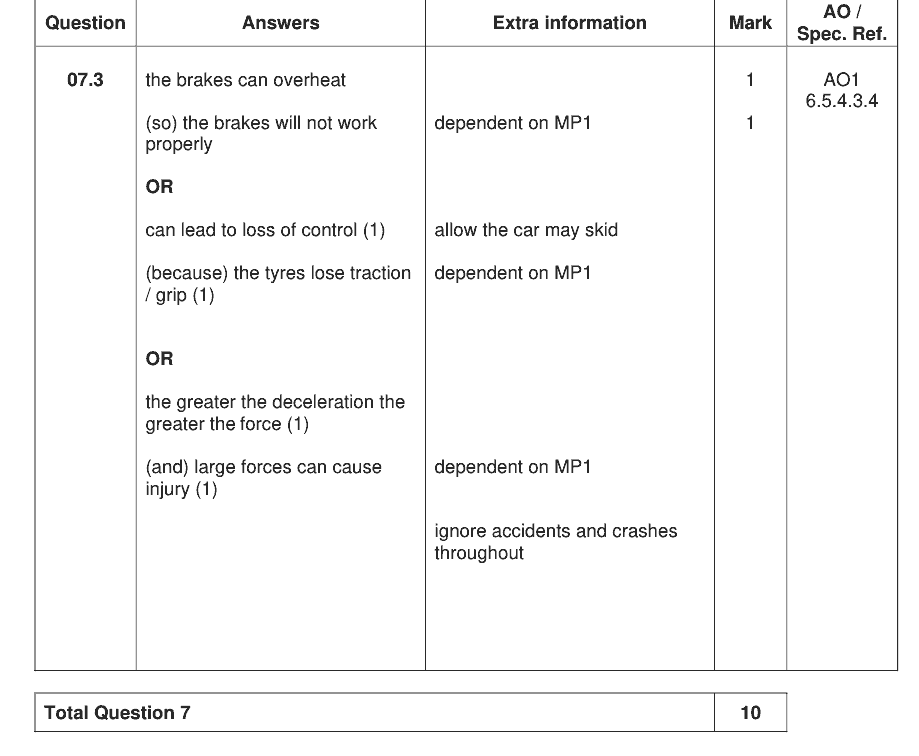 Question Answers Extra information Mark AO /
Spec. Ref.
07.3 the brakes can overheat 1 AO1
6.5.4.3.4
(so) the brakes will not work dependent on MP1 1
properly
OR
can lead to loss of control (1) allow the car may skid
(because) the tyres lose traction dependent on MP1
/ grip (1)
OR
the greater the deceleration the
greater the force (1)
(and) large forces can cause dependent on MP1
injury (1)
ignore accidents and crashes
throughout
Total Question 7 10